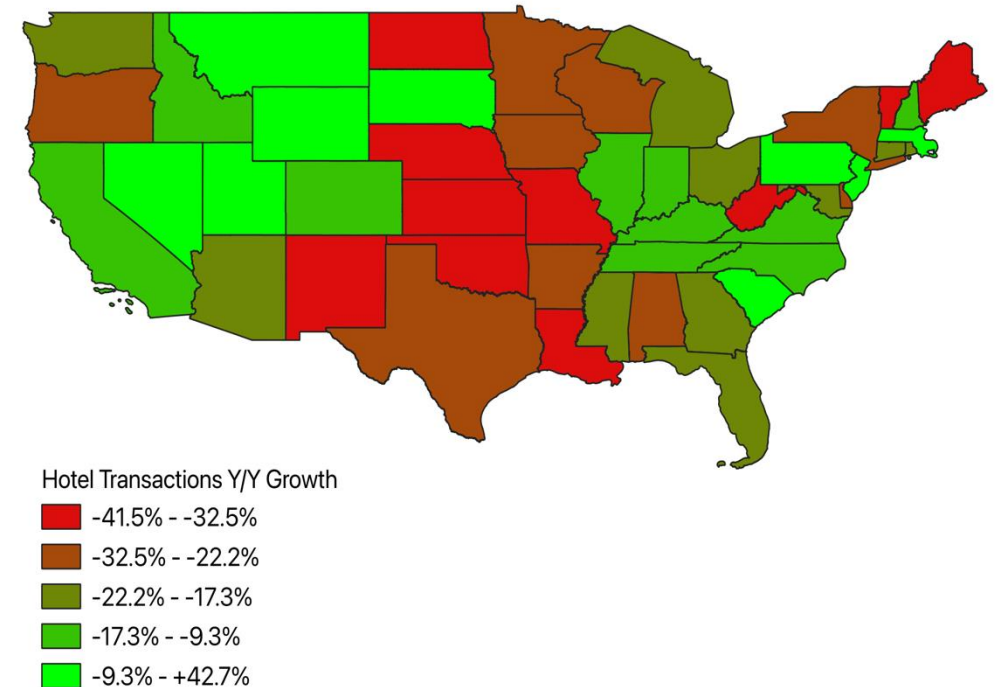 Hotel Transactions Y/Y Growth
-41.5% - -32.5%
-32.5% - -22.2%
-22.2% - -17.3%
-17.3% - -9.3%
-9.3% - +42.7%